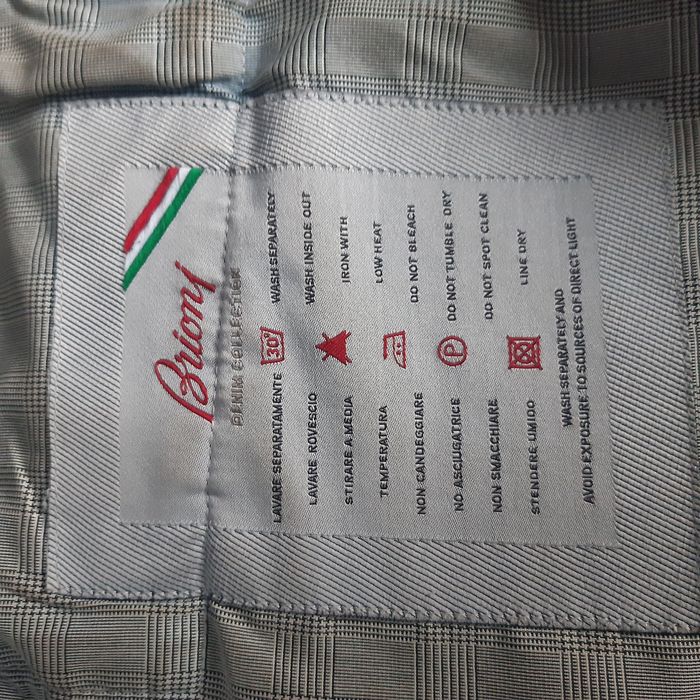 Brioni
DENIM COLLECTION
LAVARE SEPARATAMENTE 30° WASH SEPARATELY
LAVARE ROVESCIO WASH INSIDE OUT
STIRARE A MEDIA IRON WITH
TEMPERATURA LOW HEAT
NON CANDEGGIARE DO NOT BLEACH
NO ASCIUGATRICE P DO NOT TUMBLE DRY
NON SMACCHIARE DO NOT SPOT CLEAN
STENDERE UMIDO LINE DRY
WASH SEPARATELY AND
AVOID EXPOSURE TO SOURCES OF DIRECT LIGHT